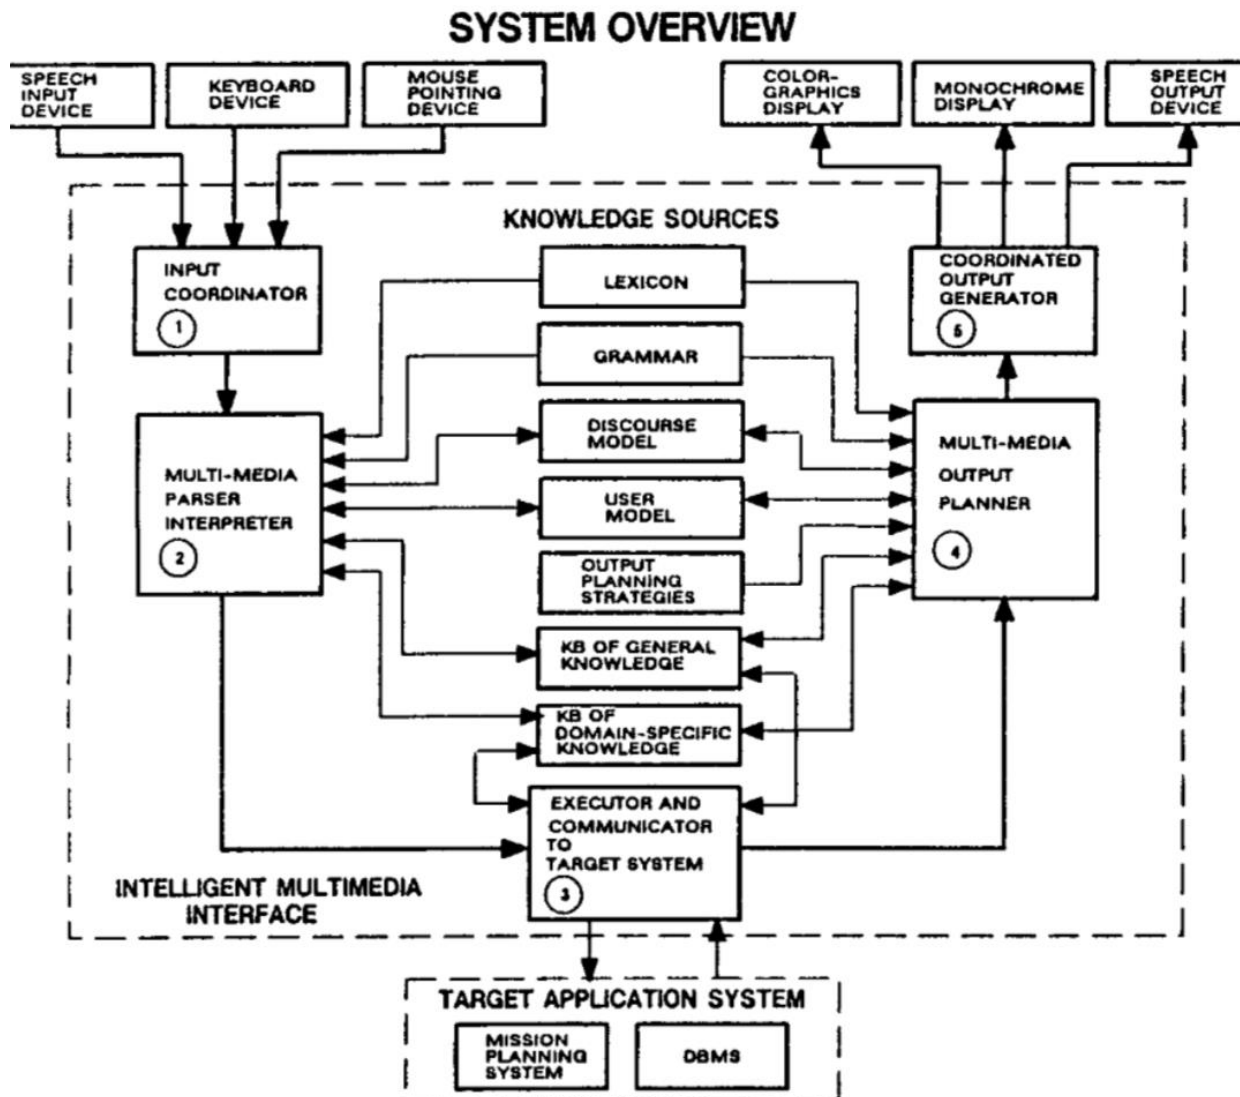 SYSTEM OVERVIEW
SPEECH
INPUT
DEVICE
KEYBOARD
DEVICE
MOUSE
POINTING
DEVICE
COLOR-
GRAPHICS
DISPLAY
MONOCHROME
DISPLAY
SPEECH
OUTPUT
DEVICE
KNOWLEDGE SOURCES
INPUT
COORDINATOR
1
LEXICON
COORDINATED
OUTPUT
GENERATOR
5
GRAMMAR
MULTI-MEDIA
PARSER
INTERPRETER
2
DISCOURSE
MODEL
USER
MODEL
OUTPUT
PLANNING
STRATEGIES
MULTI-MEDIA
OUTPUT
PLANNER
4
KB OF GENERAL
KNOWLEDGE
KB OF
DOMAIN-SPECIFIC
KNOWLEDGE
EXECUTOR AND
COMMUNICATOR
TO
TARGET SYSTEM
3
INTELLIGENT MULTIMEDIA
INTERFACE
TARGET APPLICATION SYSTEM
MISSION
PLANNING
SYSTEM
DBMS